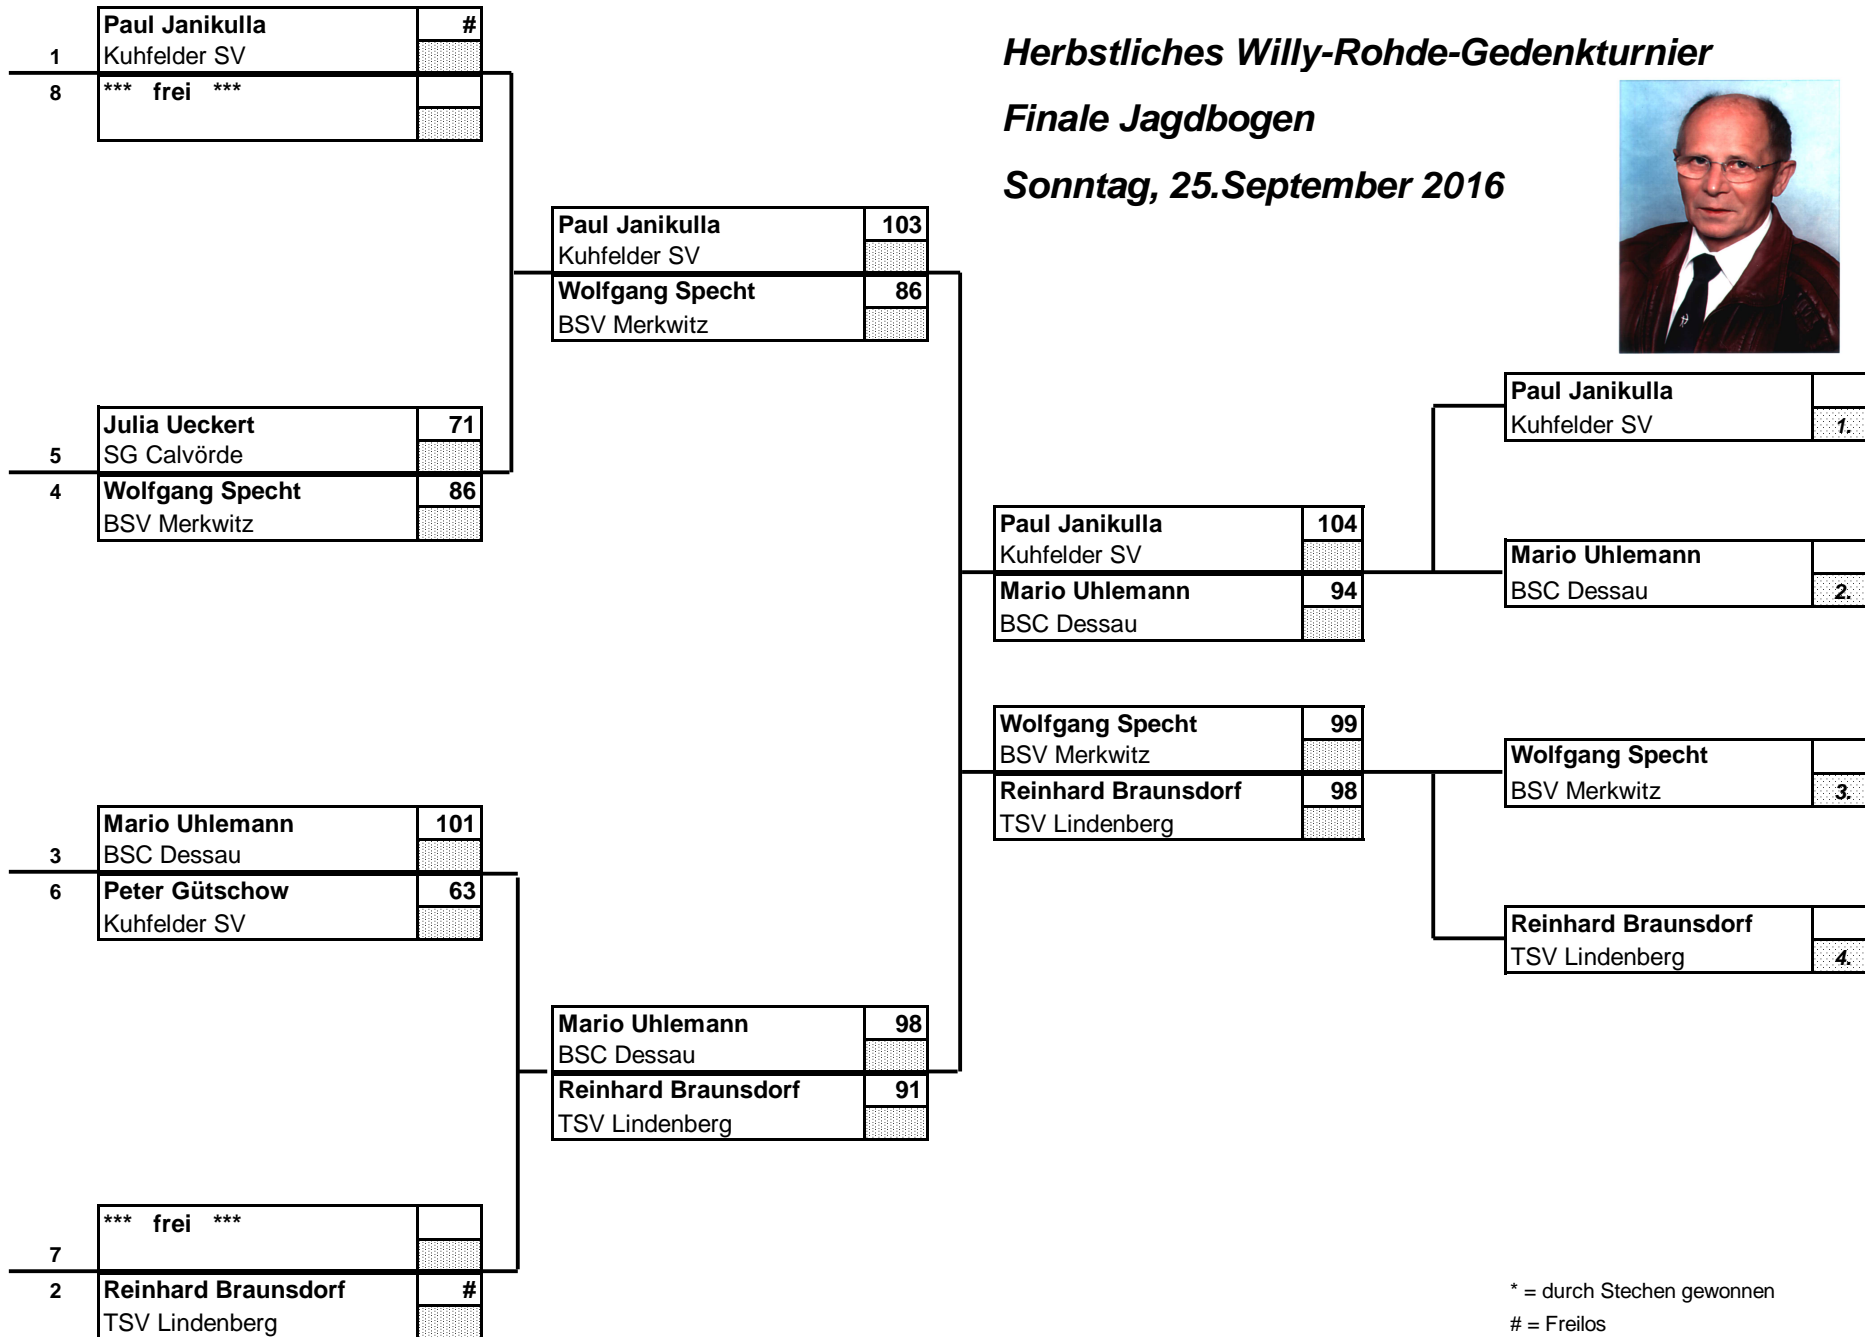 Herbstliches Willy-Rohde-Gedenkturnier
Finale Jagdbogen
Sonntag, 25.September 2016
Paul Janikulla #
1 Kuhfelder SV
8 *** frei ***
Julia Ueckert 71
5 SG Calvörde
4 Wolfgang Specht 86
BSV Merkwitz
Mario Uhlemann 101
3 BSC Dessau
6 Peter Gütschow 63
Kuhfelder SV
*** frei ***
7
2 Reinhard Braunsdorf #
TSV Lindenberg
Paul Janikulla 103
Kuhfelder SV
Wolfgang Specht 86
BSV Merkwitz
Mario Uhlemann 98
BSC Dessau
Reinhard Braunsdorf 91
TSV Lindenberg
Paul Janikulla 104
Kuhfelder SV
Mario Uhlemann 94
BSC Dessau
Wolfgang Specht 99
BSV Merkwitz
Reinhard Braunsdorf 98
TSV Lindenberg
Paul Janikulla
Kuhfelder SV 1.
Mario Uhlemann
BSC Dessau 2.
Wolfgang Specht
BSV Merkwitz 3.
Reinhard Braunsdorf
TSV Lindenberg 4.
* = durch Stechen gewonnen
# = Freilos